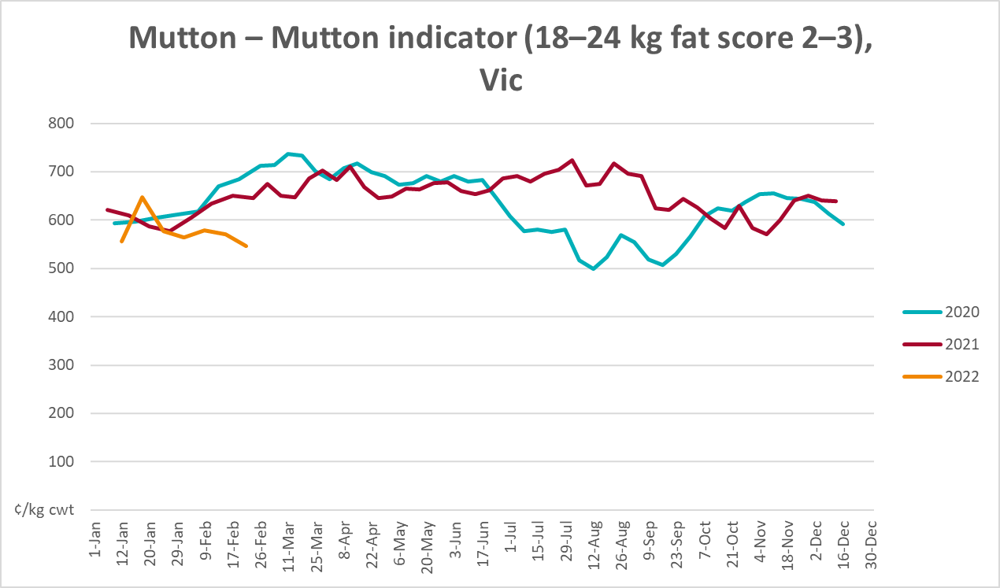 Mutton – Mutton indicator (18–24 kg fat score 2–3),
Vic
800
700
600
500
400
300
200
100
¢/kg cwt
1-Jan
12-Jan
20-Jan
29-Jan
9-Feb
17-Feb
26-Feb
11-Mar
25-Mar
8-Apr
22-Apr
6-May
20-May
3-Jun
17-Jun
1-Jul
15-Jul
29-Jul
12-Aug
26-Aug
9-Sep
23-Sep
7-Oct
21-Oct
4-Nov
18-Nov
2-Dec
16-Dec
30-Dec
2020
2021
2022